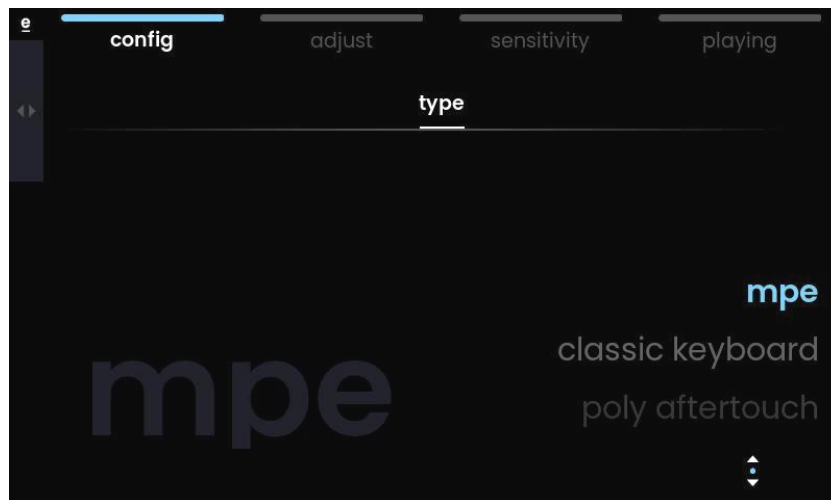 e
config adjust sensitivity playing
type
mpe
classic keyboard
mpe
poly aftertouch